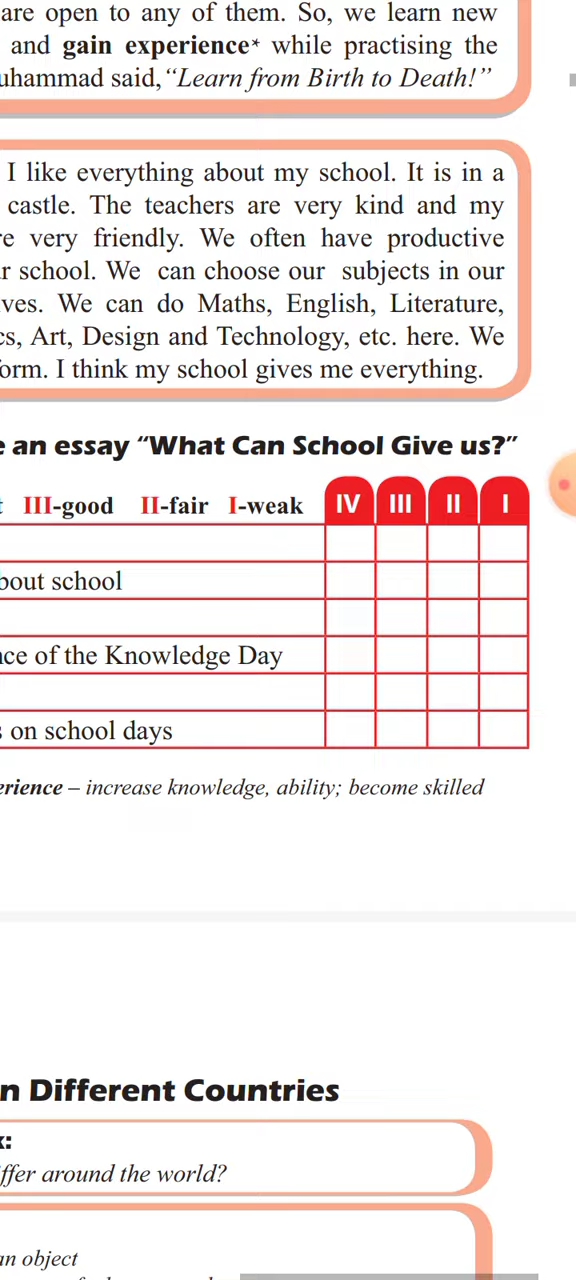 are open to any of them. So, we learn new
and gain experience* while practising the
uhammad said, “Learn from Birth to Death!”
I like everything about my school. It is in a
castle. The teachers are very kind and my
re very friendly. We often have productive
r school. We can choose our subjects in our
ves. We can do Maths, English, Literature,
cs, Art, Design and Technology, etc. here. We
orm. I think my school gives me everything.
e an essay “What Can School Give us?”
t III-good II-fair I-weak IV III II I
bout school
nce of the Knowledge Day
s on school days
erience – increase knowledge, ability; become skilled
n Different Countries
k:
iffer around the world?
an object